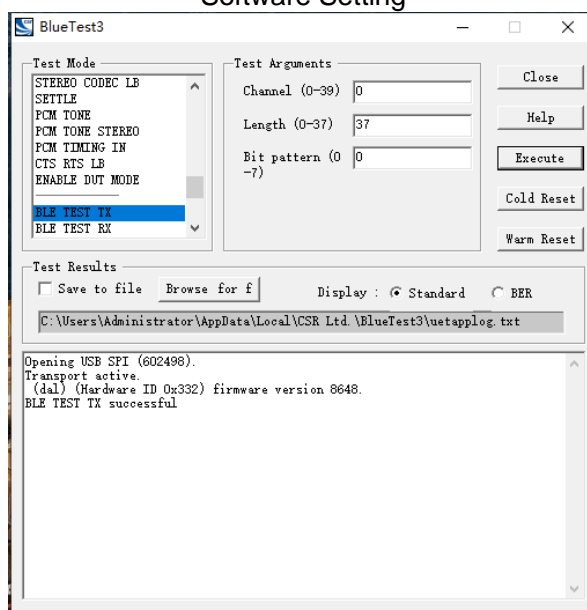 Software Setting
BlueTest3
Test Mode
STEREO CODEC LB
SETTLE
PCM TONE
PCM TONE STEREO
PCM TIMING IN
CTS RTS LB
ENABLE DUT MODE
BLE TEST TX
BLE TEST RX
Test Arguments
Channel (0-39) 0
Length (0-37) 37
Bit pattern (0
-7) 0
Close
Help
Execute
Cold Reset
Warm Reset
Test Results
Save to file Browse for f Display : Standard BER
C:\Users\Administrator\AppData\Local\CSR Ltd.\BlueTest3\uetapplog.txt
Opening USB SPI (602498).
Transport active.
(dal) (Hardware ID 0x332) firmware version 8648.
BLE TEST TX successful